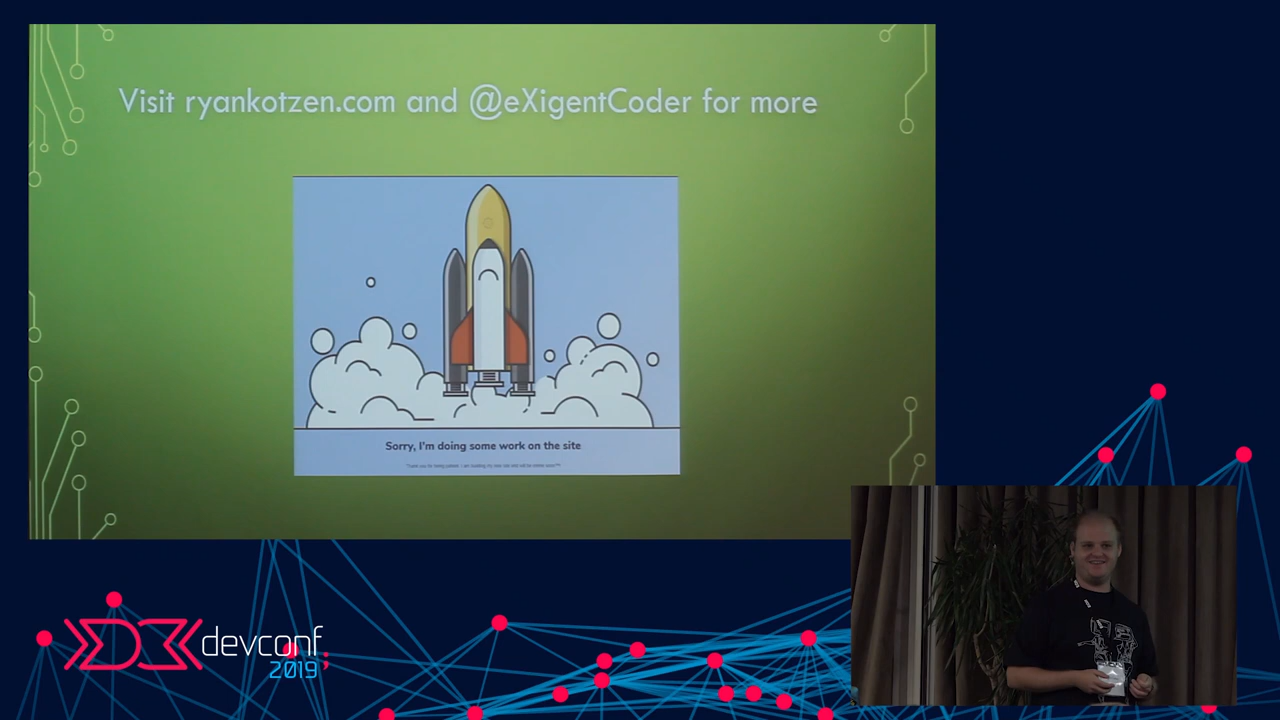 Visit ryankotzen.com and @eXigentCoder for more
Sorry, I'm doing some work on the site
devconf;
2019